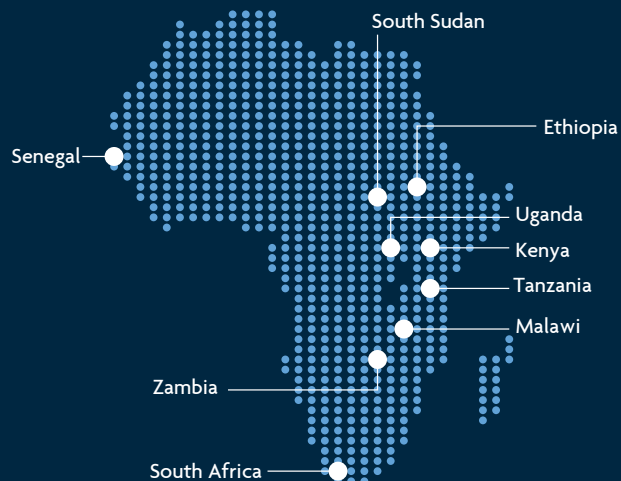 South Sudan
Ethiopia
Senegal
Uganda
Kenya
Tanzania
Malawi
Zambia
South Africa